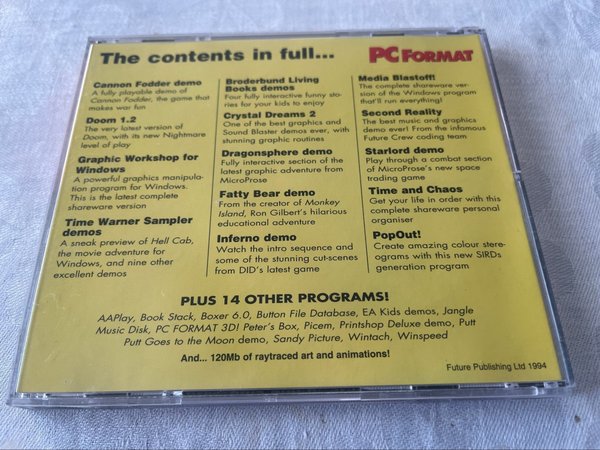 The contents in full...
PC FORMAT
Cannon Fodder demo
A fully playable demo of
Cannon Fodder, the game that
makes war fun
Doom 1.2
The very latest version of
Doom, with its new Nightmare
level of play
Graphic Workshop for
Windows
A powerful graphics manipula-
tion program for Windows.
This is the latest complete
shareware version
Time Warner Sampler
demos
A sneak preview of Hell Cab,
the movie adventure for
Windows, and nine other
excellent demos
Broderbund Living
Books demos
Four fully interactive funny sto-
ries for your kids to enjoy
Crystal Dreams 2
One of the best graphics and
Sound Blaster demos ever, with
stunning graphic routines
Dragonsphere demo
Fully interactive section of the
latest graphic adventure from
MicroProse
Fatty Bear demo
From the creator of Monkey
Island, Ron Gilbert's hilarious
educational adventure
Inferno demo
Watch the intro sequence and
some of the stunning cut-scenes
from DID's latest game
Media Blastoff!
The complete shareware ver-
sion of the Windows program
that'll run everything!
Second Reality
The best music and graphics
demo ever! From the infamous
Future Crew coding team
Starlord demo
Play through a combat section
of MicroProse's new space
trading game
Time and Chaos
Get your life in order with this
complete shareware personal
organiser
PopOut!
Create amazing colour stere-
ograms with this new SIRDs
generation program
PLUS 14 OTHER PROGRAMS!
AAPlay, Book Stack, Boxer 6.0, Button File Database, EA Kids demos, Jangle
Music Disk, PC FORMAT 3D! Peter's Box, Picem, Printshop Deluxe demo, Putt
Putt Goes to the Moon demo, Sandy Picture, Wintach, Winspeed
And... 120Mb of raytraced art and animations!
Future Publishing Ltd 1994